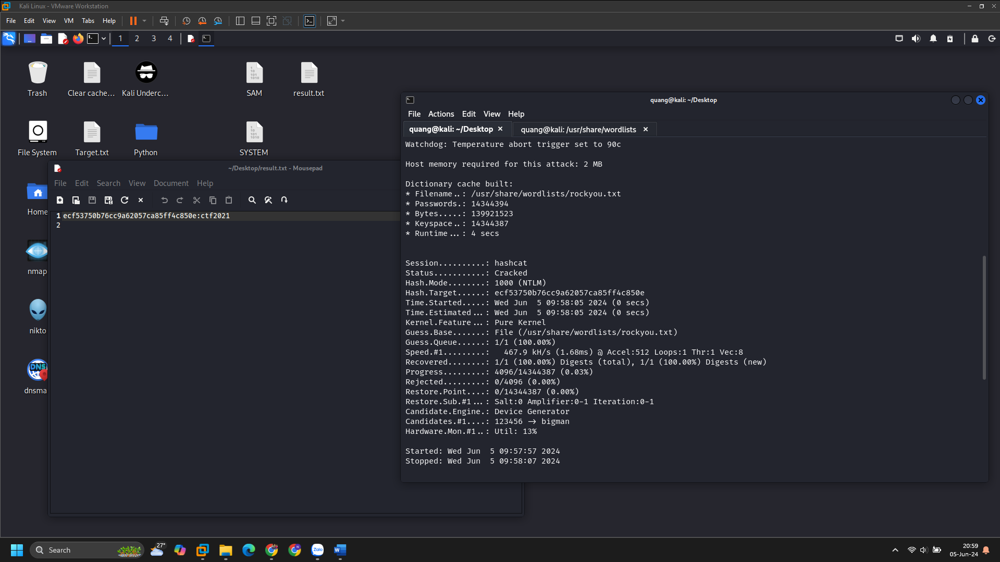 Kali Linux - VMware Workstation
File Edit View VM Tabs Help
1 2 3 4
Trash
Clear cache...
Kali Underc...
SAM
result.txt
File System
Target.txt
Python
SYSTEM
Home
nmap
nikto
dnsma
~/Desktop/result.txt - Mousepad
File Edit Search View Document Help
1 ecf53750b76cc9a62057ca85ff4c850e:ctf2021
2
quang@kali: ~/Desktop
File Actions Edit View Help
quang@kali: ~/Desktop
quang@kali: /usr/share/wordlists
Watchdog: Temperature abort trigger set to 90c
Host memory required for this attack: 2 MB
Dictionary cache built:
* Filename..: /usr/share/wordlists/rockyou.txt
* Passwords.: 14344394
* Bytes.....: 139921523
* Keyspace..: 14344387
* Runtime...: 4 secs
Session..........: hashcat
Status...........: Cracked
Hash.Mode........: 1000 (NTLM)
Hash.Target......: ecf53750b76cc9a62057ca85ff4c850e
Time.Started.....: Wed Jun  5 09:58:05 2024 (0 secs)
Time.Estimated...: Wed Jun  5 09:58:05 2024 (0 secs)
Kernel.Feature...: Pure Kernel
Guess.Base.......: File (/usr/share/wordlists/rockyou.txt)
Guess.Queue......: 1/1 (100.00%)
Speed.#1.........:   467.9 kH/s (1.68ms) @ Accel:512 Loops:1 Thr:1 Vec:8
Recovered........: 1/1 (100.00%) Digests (total), 1/1 (100.00%) Digests (new)
Progress.........: 4096/14344387 (0.03%)
Rejected.........: 0/4096 (0.00%)
Restore.Point....: 0/14344387 (0.00%)
Restore.Sub.#1...: Salt:0 Amplifier:0-1 Iteration:0-1
Candidate.Engine.: Device Generator
Candidates.#1....: 123456 -> bigman
Hardware.Mon.#1..: Util: 13%
Started: Wed Jun  5 09:57:57 2024
Stopped: Wed Jun  5 09:58:07 2024
DNS
Search
27°
Zalo
20:59
05-Jun-24